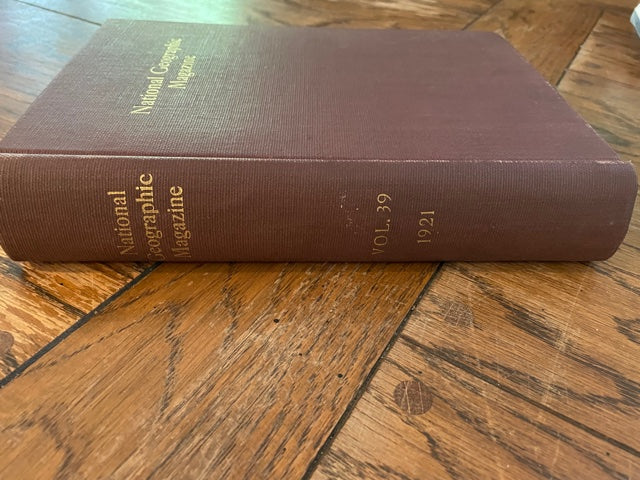 National Geographic
Magazine
National
Geographic
Magazine
VOL. 39
1921